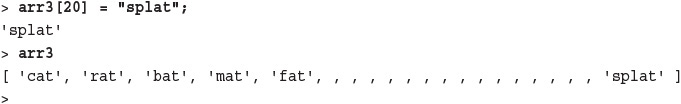 > arr3[20] = "splat";
'splat'
> arr3
[ 'cat', 'rat', 'bat', 'mat', 'fat', , , , , , , , , , , , , , , , 'splat' ]
>